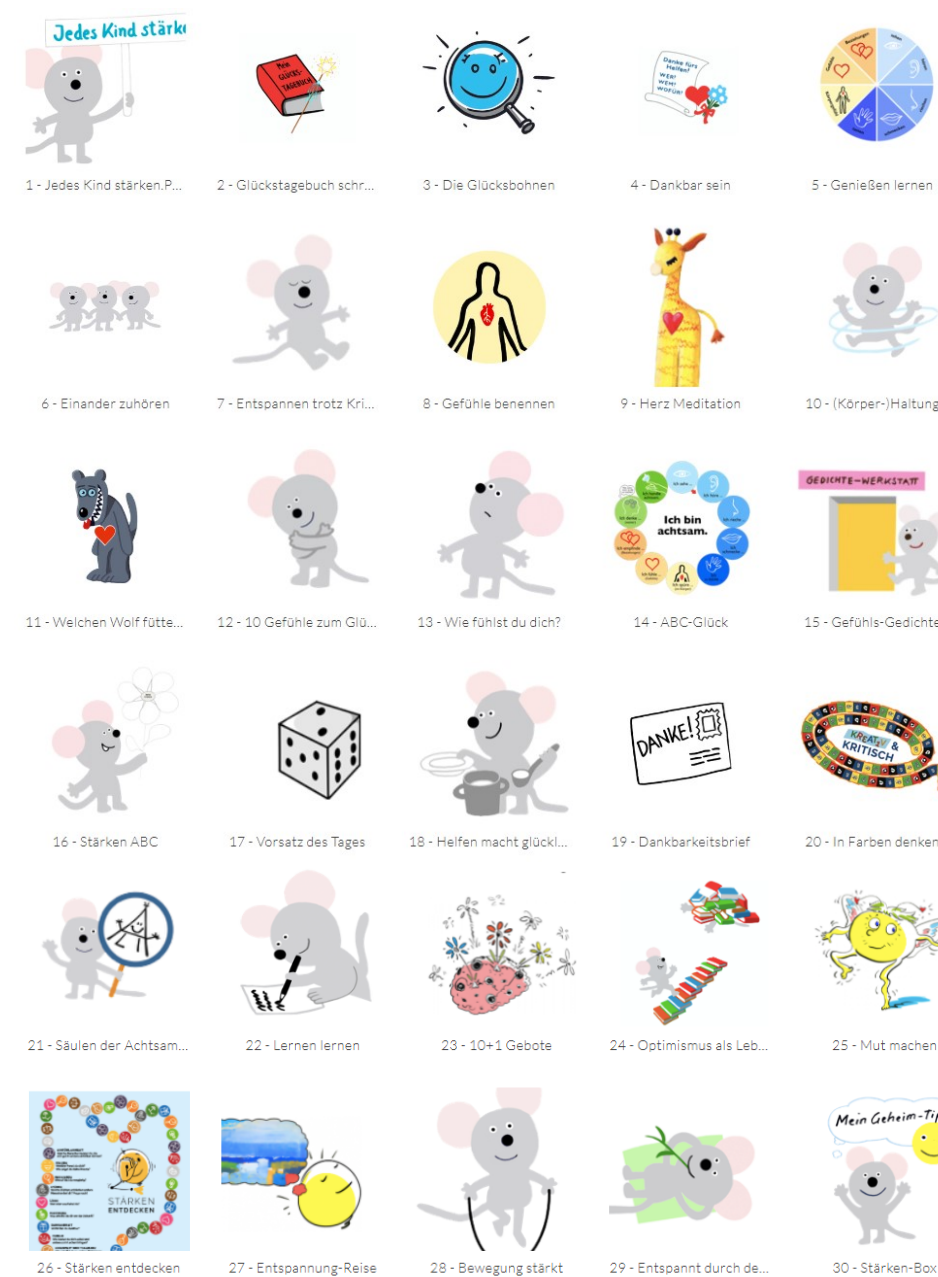 Jedes Kind stärke
Mein
GLÜCKS-
TAGEBUCH
Danke fürs
Helfen!
WER?
WEM?
WOFÜR?
1 - Jedes Kind stärken.P...
2 - Glückstagebuch schr...
3 - Die Glücksbohnen
4 - Dankbar sein
5 - Genießen lernen
6 - Einander zuhören
7 - Entspannen trotz Kri...
8 - Gefühle benennen
9 - Herz Meditation
10 - (Körper-)Haltung
GEDICHTE-WERKSTATT
Ich bin
achtsam.
11 - Welchen Wolf fütte...
12 - 10 Gefühle zum Glü...
13 - Wie fühlst du dich?
14 - ABC-Glück
15 - Gefühls-Gedichte
DANKE!
KREATIV &
KRITISCH
16 - Stärken ABC
17 - Vorsatz des Tages
18 - Helfen macht glückl...
19 - Dankbarkeitsbrief
20 - In Farben denken
21 - Säulen der Achtsam...
22 - Lernen lernen
23 - 10+1 Gebote
24 - Optimismus als Leb...
25 - Mut machen
Mein Geheim-Tip
STÄRKEN
ENTDECKEN
26 - Stärken entdecken
27 - Entspannung-Reise
28 - Bewegung stärkt
29 - Entspannt durch de...
30 - Stärken-Box